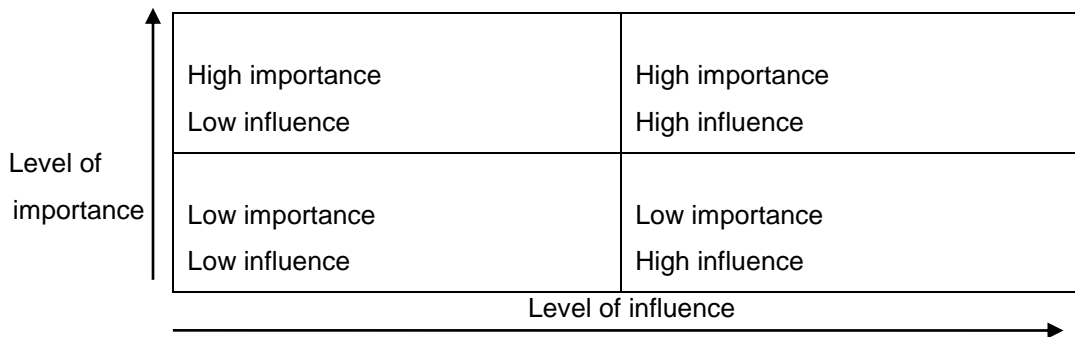 High importance
Low influence
High importance
High influence
Level of
importance
Low importance
Low influence
Low importance
High influence
Level of influence